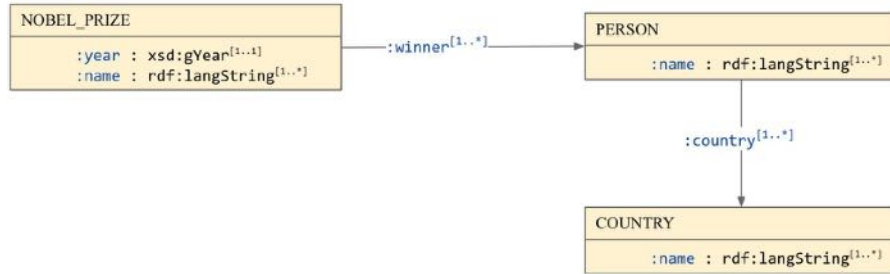 NOBEL_PRIZE
:year : xsd:gYear[1..1]
:name : rdf:langString[1..*]
:winner[1..*]
PERSON
:name : rdf:langString[1..*]
:country[1..*]
COUNTRY
:name : rdf:langString[1..*]